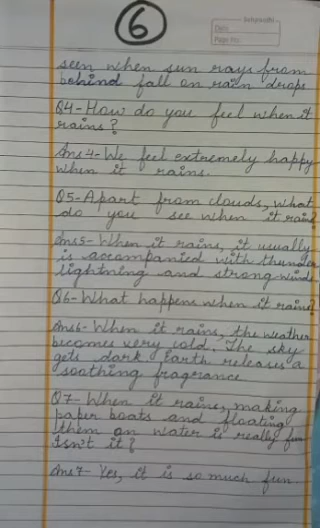 6
Date
Page No.
seen when sun rays from
behind fall on rain drops
Q4-How do you feel when it
rains?
Ans4-We feel extremely happy
when it rains.
Q5-Apart from clouds, what
do you see when it rains?
Ans5-When it rains, it usually
is accompanied with thunder
lightning and strong winds
Q6-What happens when it rains?
Ans6-When it rains, the weather
becomes very cold. The sky
gets dark Earth releases a
soothing fragrance
Q7-When it rains, making
paper boats and floating
them on water is really fun
Isn't it?
Ans7-Yes, it is so much fun.